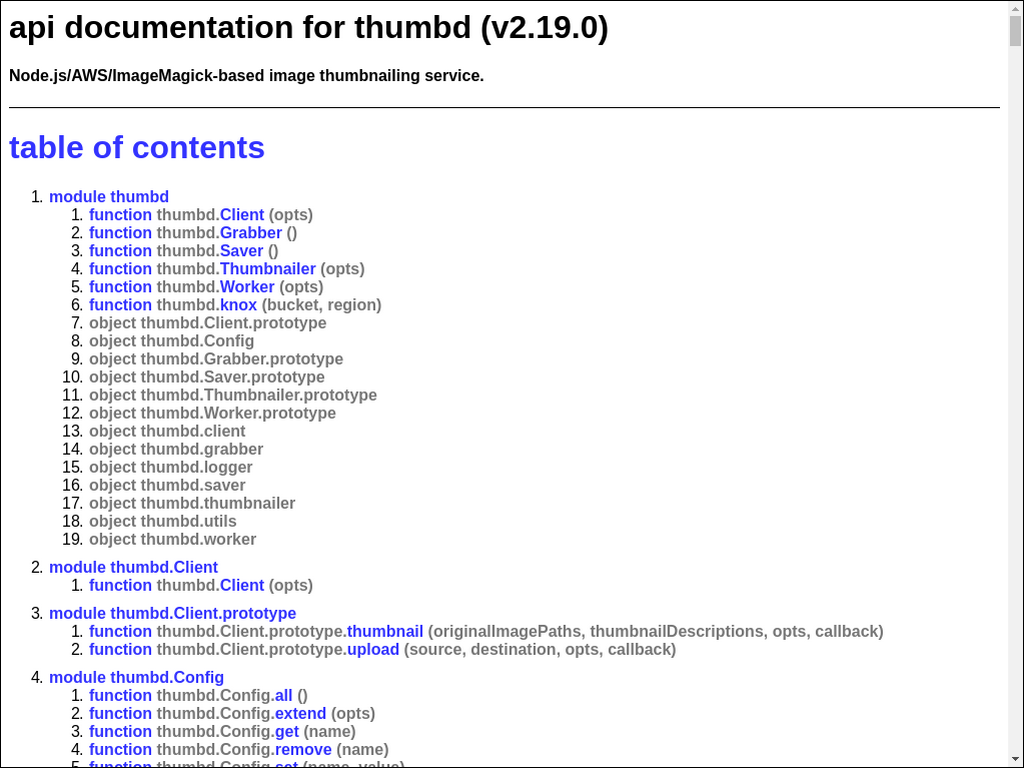 api documentation for thumbd (v2.19.0)
Node.js/AWS/ImageMagick-based image thumbnailing service.
table of contents
1. module thumbd
1. function thumbd.Client (opts)
2. function thumbd.Grabber ()
3. function thumbd.Saver ()
4. function thumbd.Thumbnailer (opts)
5. function thumbd.Worker (opts)
6. function thumbd.knox (bucket, region)
7. object thumbd.Client.prototype
8. object thumbd.Config
9. object thumbd.Grabber.prototype
10. object thumbd.Saver.prototype
11. object thumbd.Thumbnailer.prototype
12. object thumbd.Worker.prototype
13. object thumbd.client
14. object thumbd.grabber
15. object thumbd.logger
16. object thumbd.saver
17. object thumbd.thumbnailer
18. object thumbd.utils
19. object thumbd.worker
2. module thumbd.Client
1. function thumbd.Client (opts)
3. module thumbd.Client.prototype
1. function thumbd.Client.prototype.thumbnail (originalImagePaths, thumbnailDescriptions, opts, callback)
2. function thumbd.Client.prototype.upload (source, destination, opts, callback)
4. module thumbd.Config
1. function thumbd.Config.all ()
2. function thumbd.Config.extend (opts)
3. function thumbd.Config.get (name)
4. function thumbd.Config.remove (name)
5. function thumbd.Config.set (name, value)